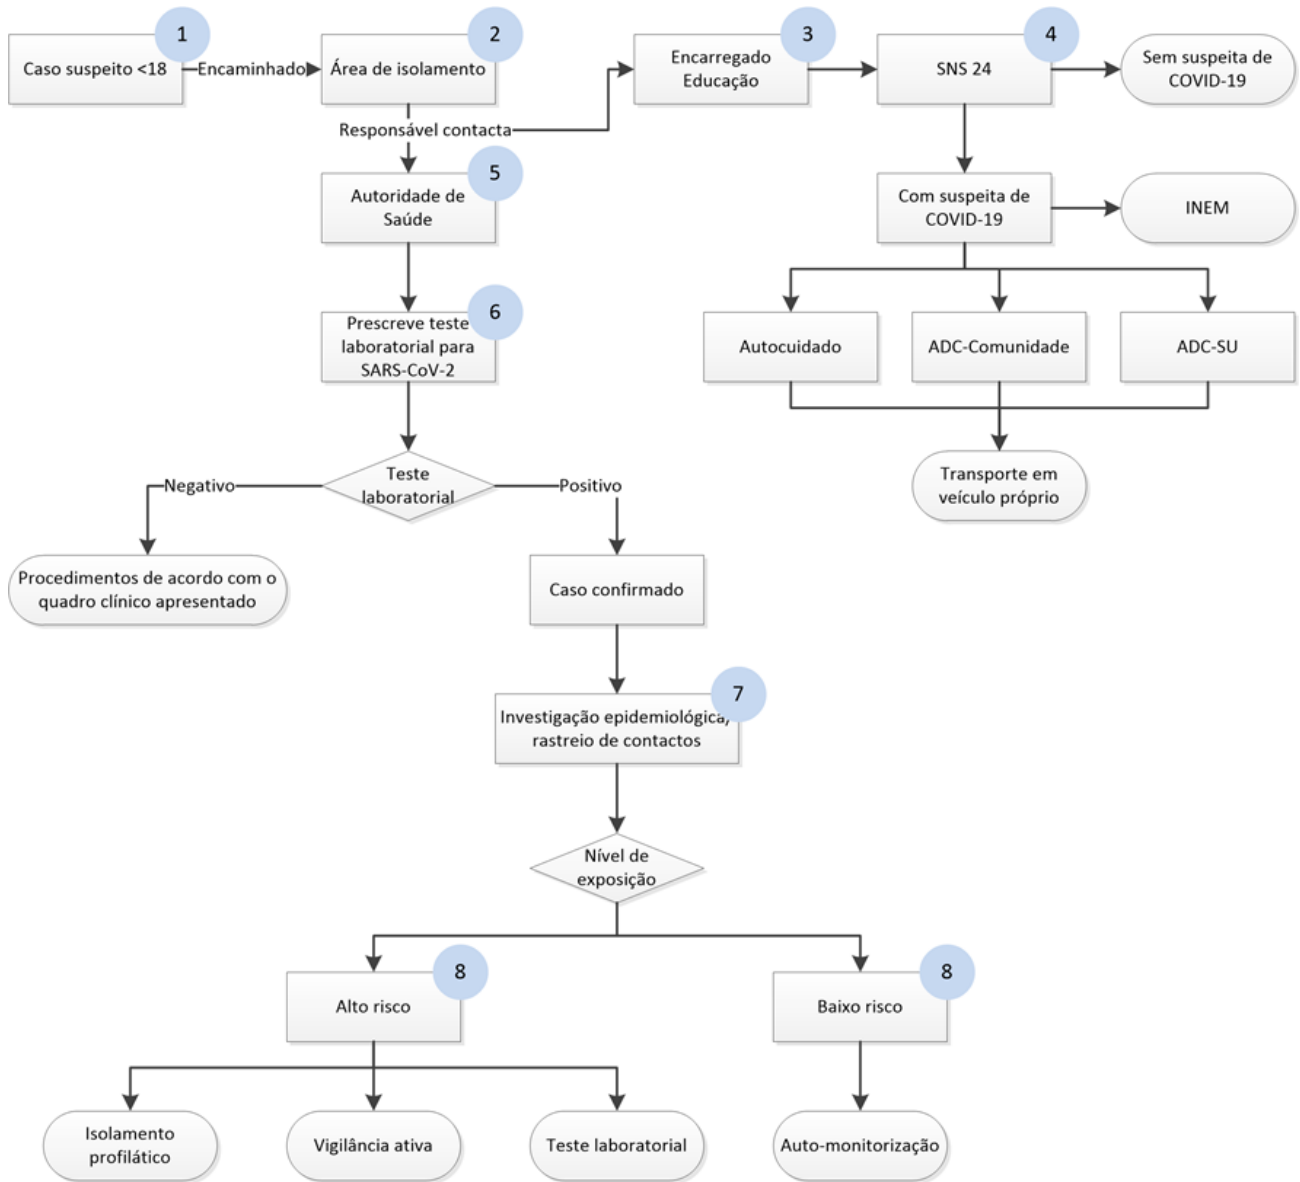 1
Caso suspeito <18
Encaminhado
2
Área de isolamento
3
Encarregado
Educação
4
SNS 24
Sem suspeita de
COVID-19
Responsável contacta
5
Autoridade de
Saúde
Com suspeita de
COVID-19
INEM
6
Prescreve teste
laboratorial para
SARS-CoV-2
Autocuidado
ADC-Comunidade
ADC-SU
Teste
laboratorial
Negativo
Positivo
Transporte em
veículo próprio
Procedimentos de acordo com o
quadro clínico apresentado
Caso confirmado
7
Investigação epidemiológica/
rastreio de contactos
Nível de
exposição
8
Alto risco
8
Baixo risco
Isolamento
profilático
Vigilância ativa
Teste laboratorial
Auto-monitorização